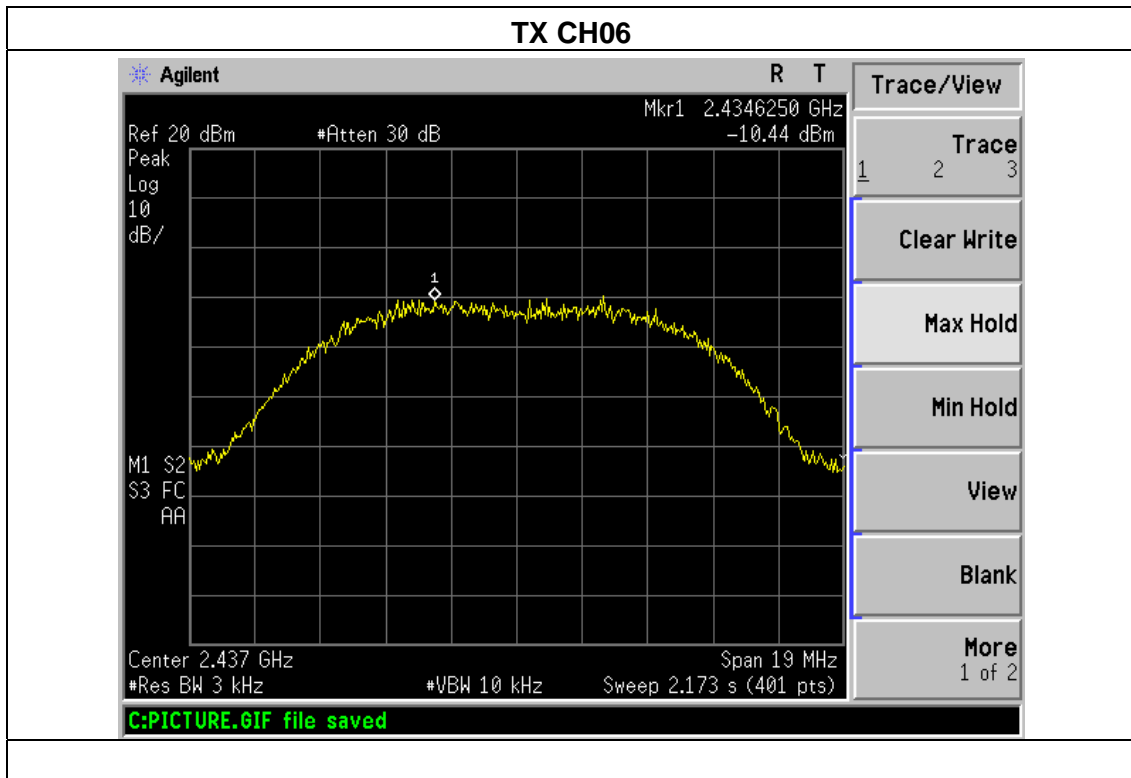 TX CH06
Agilent R T
Mkr1 2.4346250 GHz
Ref 20 dBm #Atten 30 dB -10.44 dBm
Peak
Log
10
dB/
1
M1 S2
S3 FC
AA
Center 2.437 GHz Span 19 MHz
#Res BW 3 kHz #VBW 10 kHz Sweep 2.173 s (401 pts)
C:PICTURE.GIF file saved
Trace/View
Trace
1 2 3
Clear Write
Max Hold
Min Hold
View
Blank
More
1 of 2